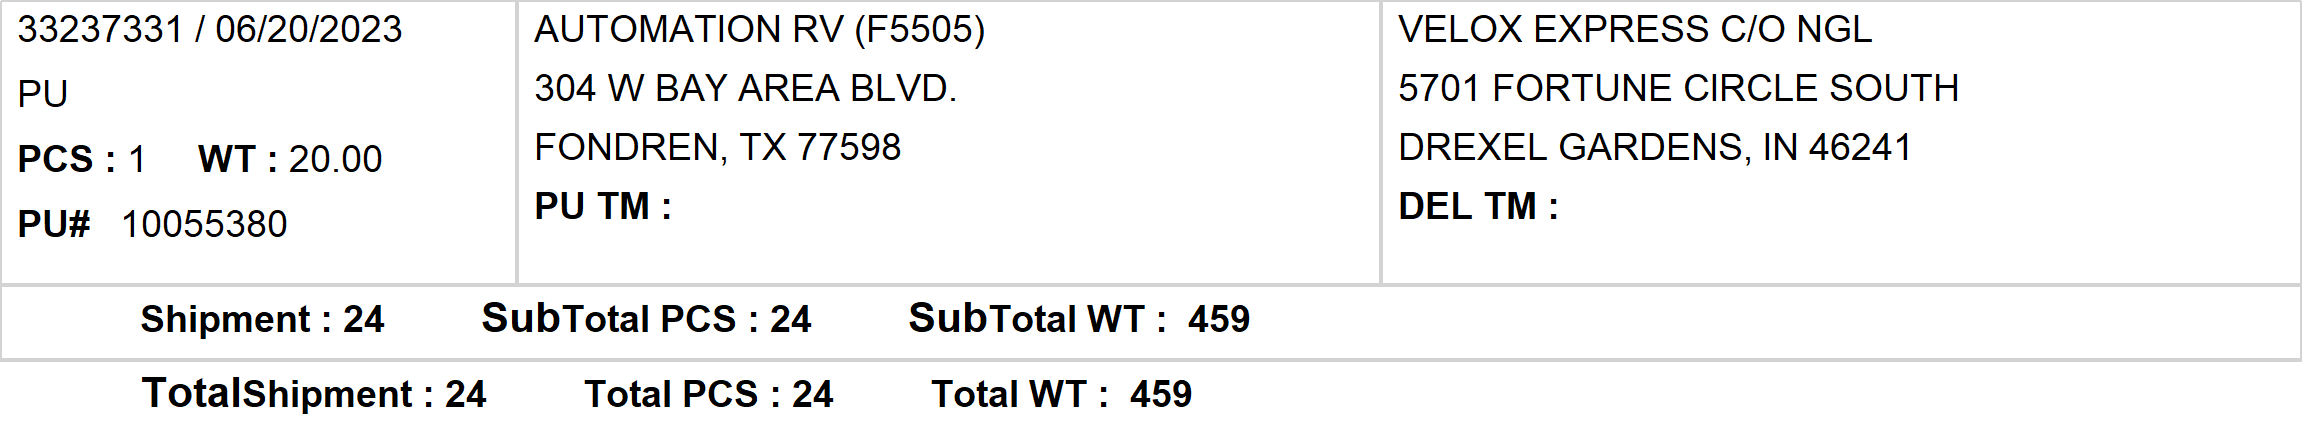 33237331 / 06/20/2023
PU
PCS : 1 WT : 20.00
PU# 10055380
AUTOMATION RV (F5505)
304 W BAY AREA BLVD.
FONDREN, TX 77598
PU TM :
VELOX EXPRESS C/O NGL
5701 FORTUNE CIRCLE SOUTH
DREXEL GARDENS, IN 46241
DEL TM :
Shipment : 24 SubTotal PCS : 24 SubTotal WT : 459
TotalShipment : 24 Total PCS : 24 Total WT : 459